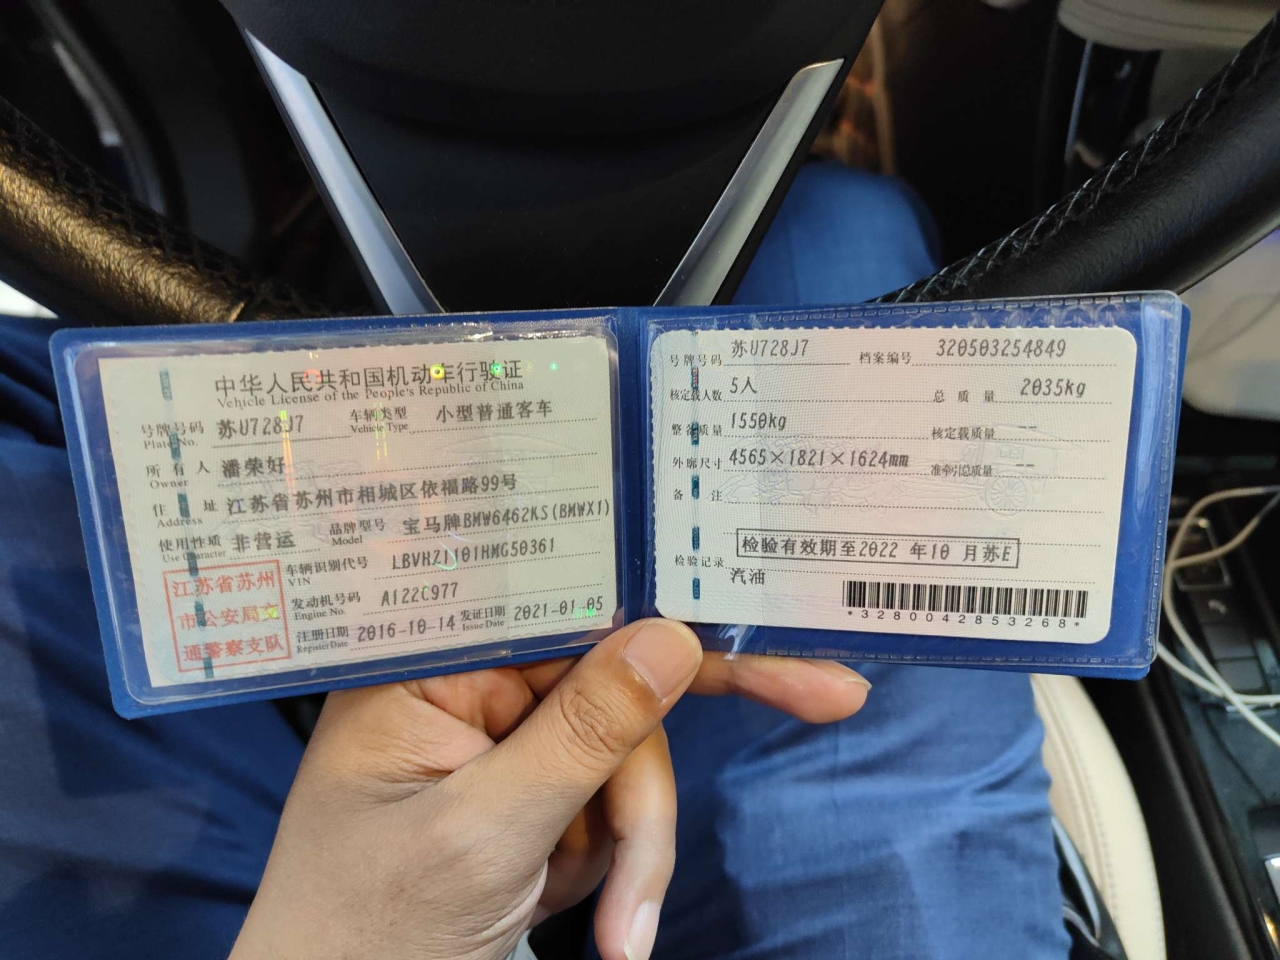 中华人民共和国机动车行驶证
Vehicle License of the People's Republic of China
号牌号码 苏U728J7 车辆类型 小型普通客车
Plate No. Vehicle Type
所有人 潘荣好
Owner
住址 江苏省苏州市相城区依福路99号
Address
使用性质 非营运 品牌型号 宝马牌BMW6462KS(BMWX1)
Use Character Model
江苏省苏州
市公安局交
通警察支队
车辆识别代号
VIN
发动机号码 A122C977
Engine No.
注册日期 2016-10-14 发证日期 2021-01-05
Register Date Issue Date
号牌号码 苏U728J7 档案编号 320503254849
核定载人数 5人 总质量 2035kg
整备质量 1550kg 核定载质量 --
外廓尺寸 4565×1821×1624mm 准牵引总质量 --
备注
检验有效期至2022 年10 月苏E
检验记录
汽油
*3280042853268*